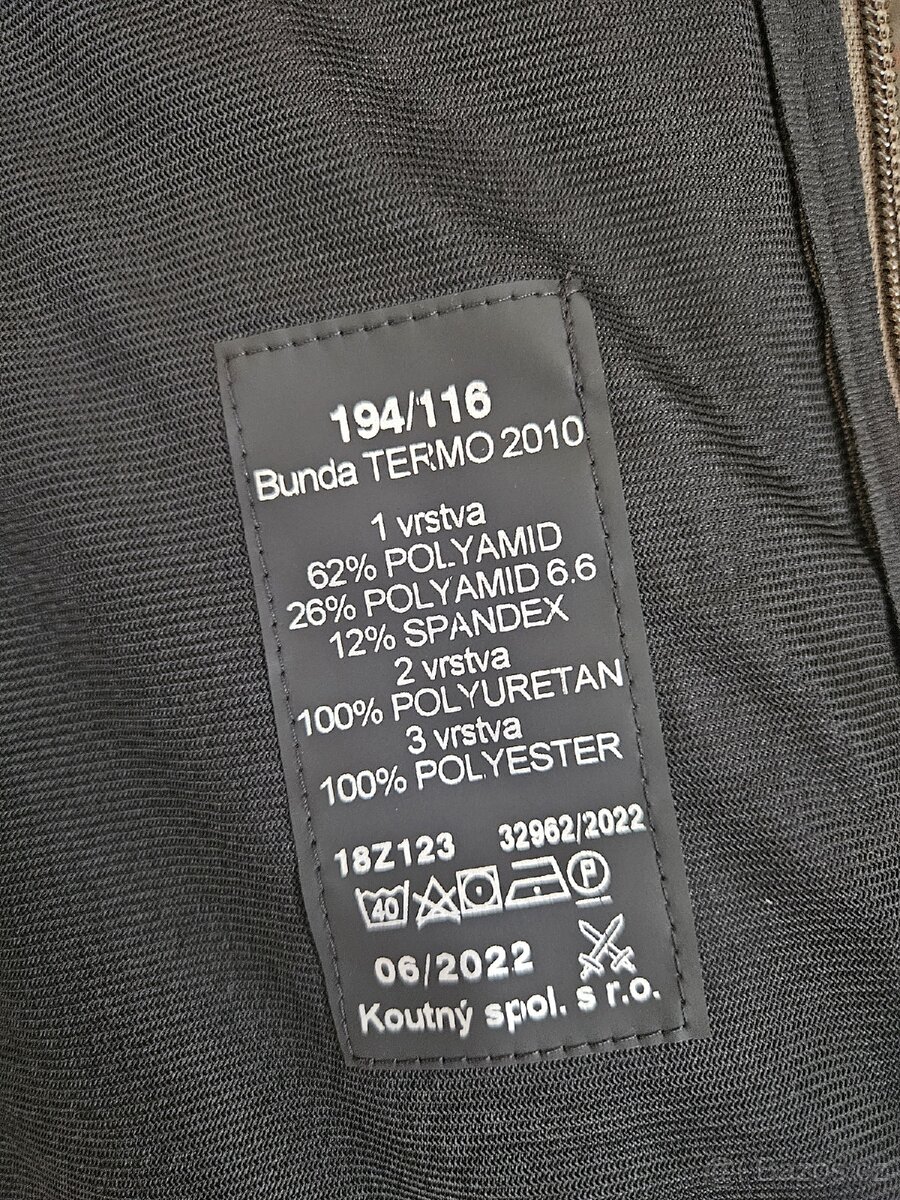 194/116
Bunda TERMO 2010
1 vrstva
62% POLYAMID
26% POLYAMID 6.6
12% SPANDEX
2 vrstva
100% POLYURETAN
3 vrstva
100% POLYESTER
18Z123 32962/2022
40 P
06/2022
Koutný spol. s r.o.